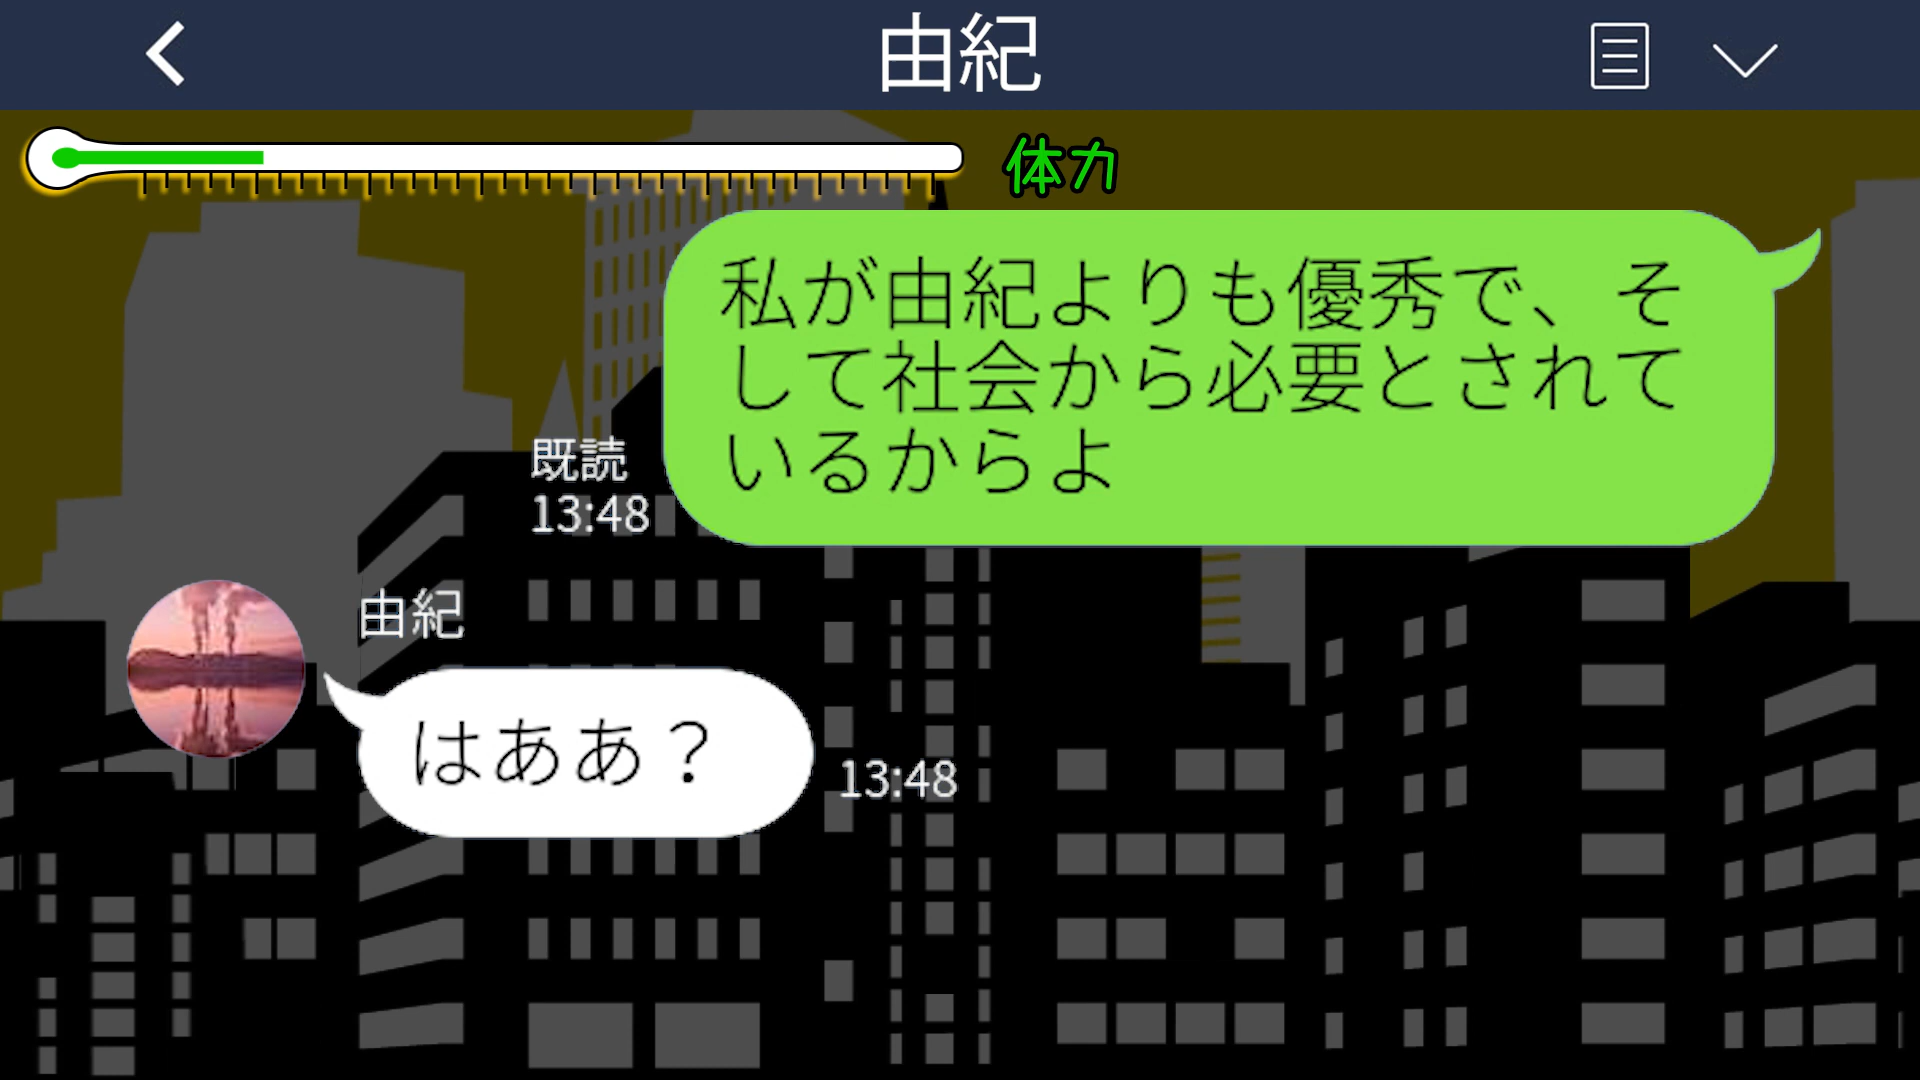 由紀
体力
私が由紀よりも優秀で、そ
して社会から必要とされて
いるからよ
既読
13:48
由紀
はああ？
13:48